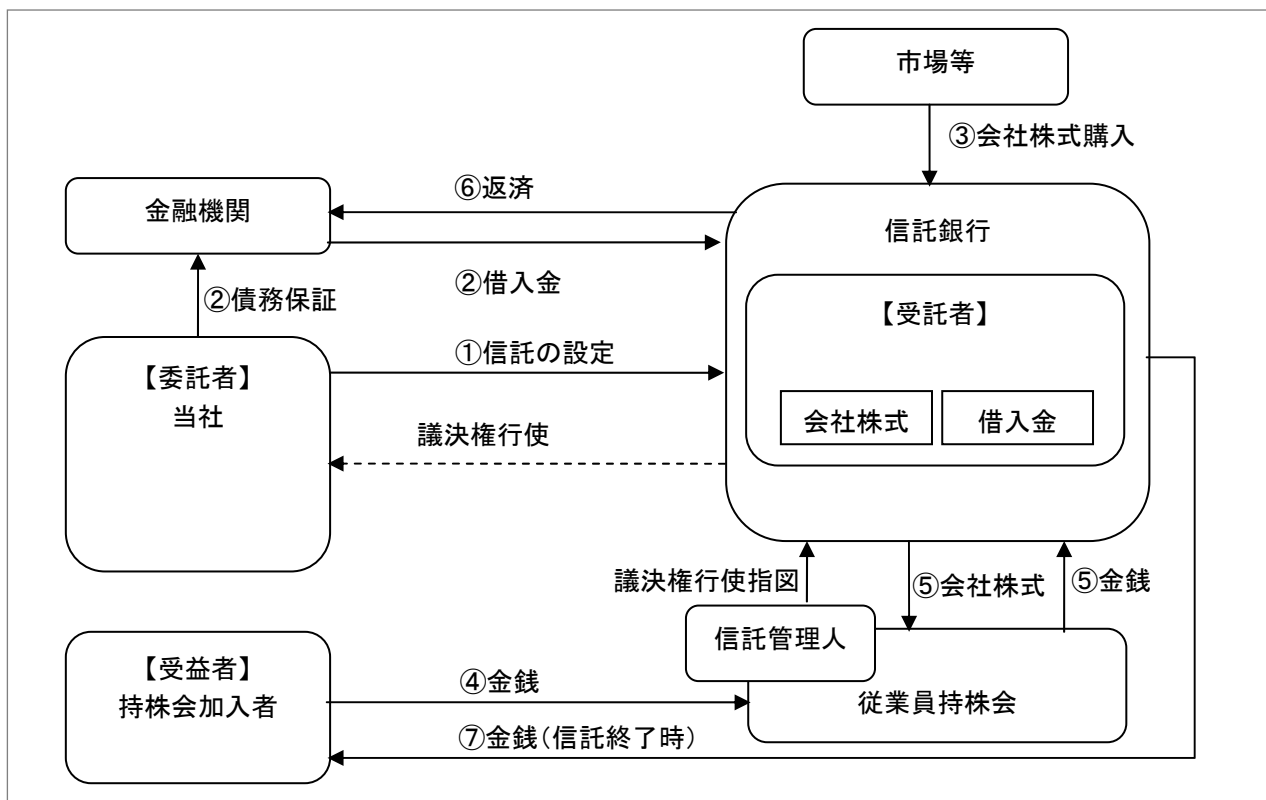 市場等
③会社株式購入
⑥返済
金融機関
信託銀行
②借入金
②債務保証
【受託者】
①信託の設定
【委託者】
当社
会社株式
借入金
議決権行使
議決権行使指図
⑤会社株式
⑤金銭
信託管理人
【受益者】
持株会加入者
④金銭
従業員持株会
⑦金銭(信託終了時)